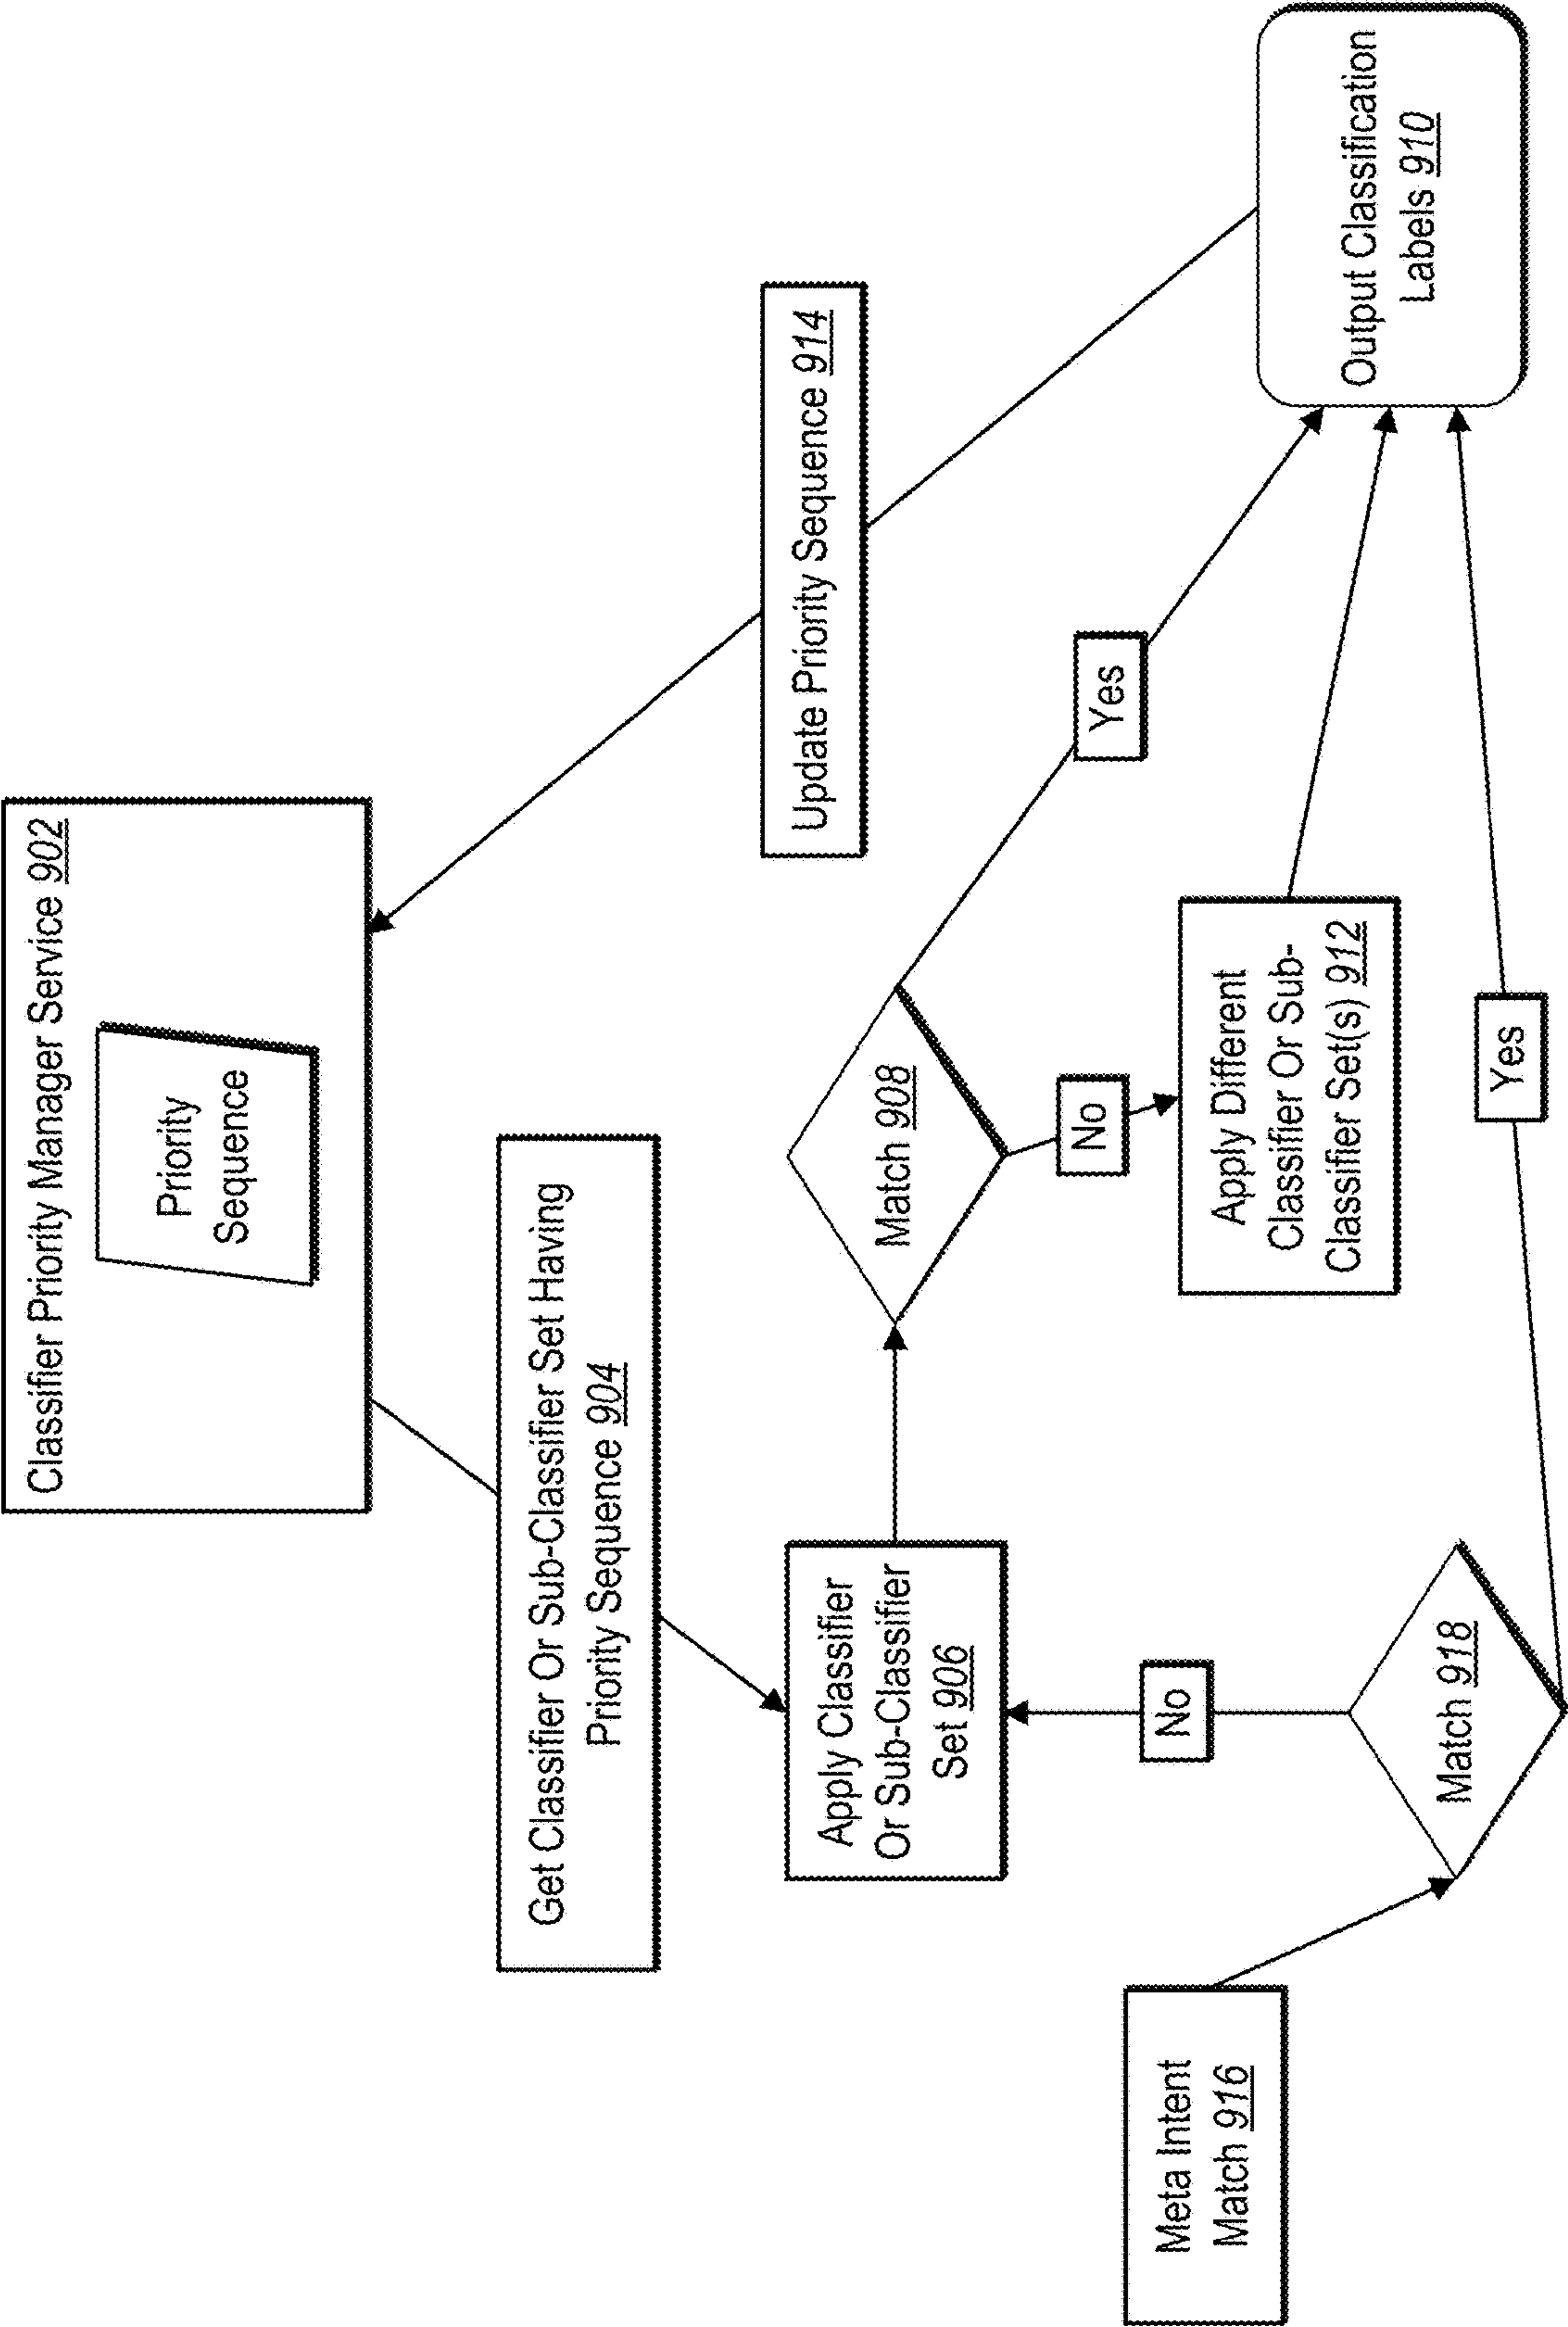 Classifier Priority Manager Service 902
Priority
Sequence
Get Classifier Or Sub-Classifier Set Having
Priority Sequence 904
Update Priority Sequence 914
Apply Classifier
Or Sub-Classifier
Set 906
Match 908
Yes
No
Apply Different
Classifier Or Sub-
Classifier Set(s) 912
Output Classification
Labels 910
Meta Intent
Match 916
Match 918
No
Yes